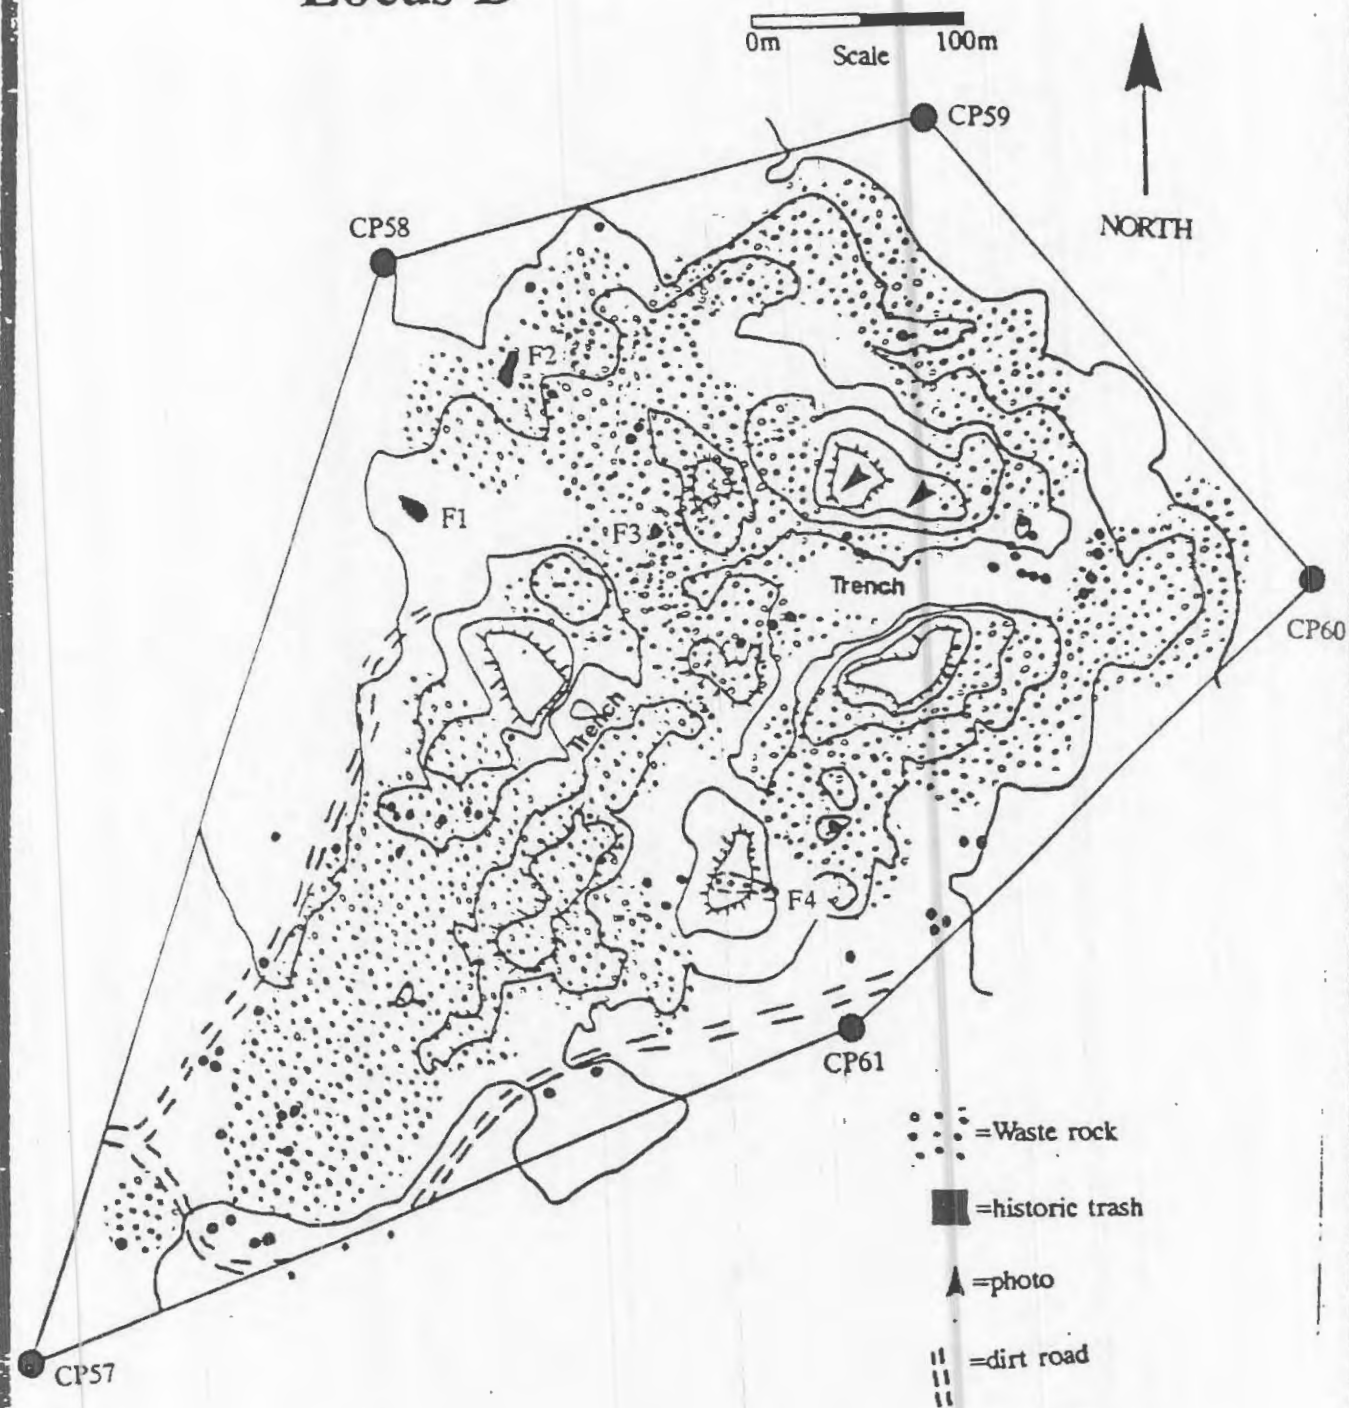 0m
100m
Scale
CP59
NORTH
CP58
F2
F1
F3
Trench
CP60
Trench
F4
CP61
=Waste rock
=historic trash
=photo
=dirt road
CP57